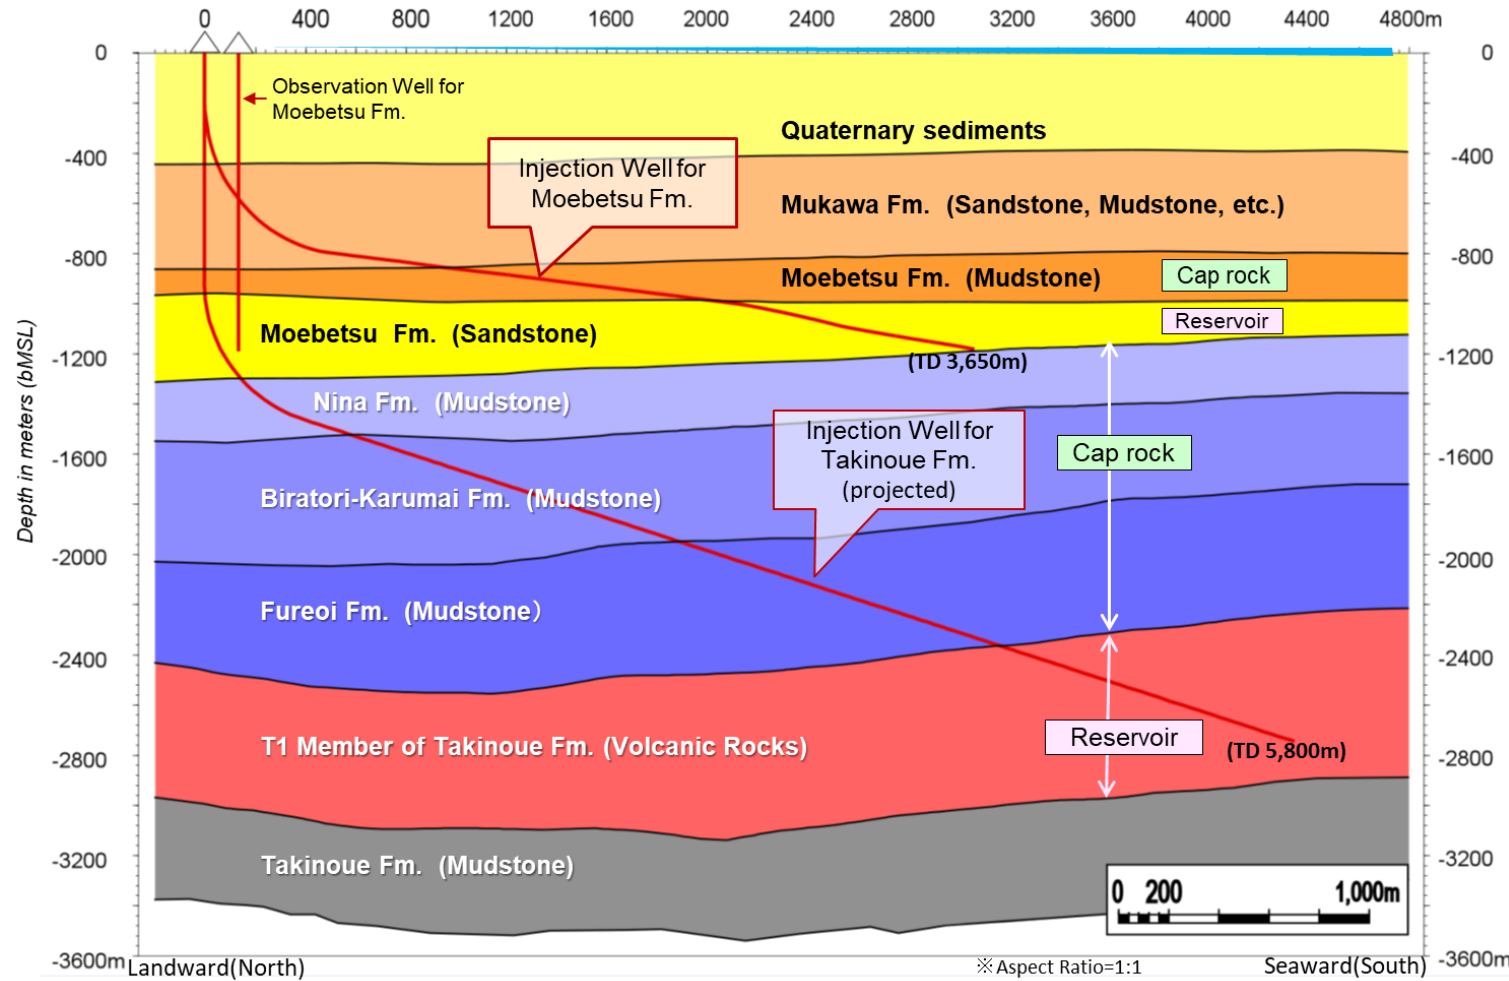 0 400 800 1200 1600 2000 2400 2800 3200 3600 4000 4400 4800m
0
-400
-800
-1200
-1600
-2000
-2400
-2800
-3200
-3600m
Depth in meters (bMSL)
0
-400
-800
-1200
-1600
-2000
-2400
-2800
-3200
-3600m
Observation Well for
Moebetsu Fm.
Quaternary sediments
Injection Well for
Moebetsu Fm.
Mukawa Fm. (Sandstone, Mudstone, etc.)
Moebetsu Fm. (Mudstone)
Cap rock
Moebetsu Fm. (Sandstone)
Reservoir
(TD 3,650m)
Nina Fm. (Mudstone)
Injection Well for
Takinoue Fm.
(projected)
Cap rock
Biratori-Karumai Fm. (Mudstone)
Fureoi Fm. (Mudstone）
T1 Member of Takinoue Fm. (Volcanic Rocks)
Reservoir
(TD 5,800m)
Takinoue Fm. (Mudstone)
0 200 1,000m
Landward(North)
※Aspect Ratio=1:1
Seaward(South)